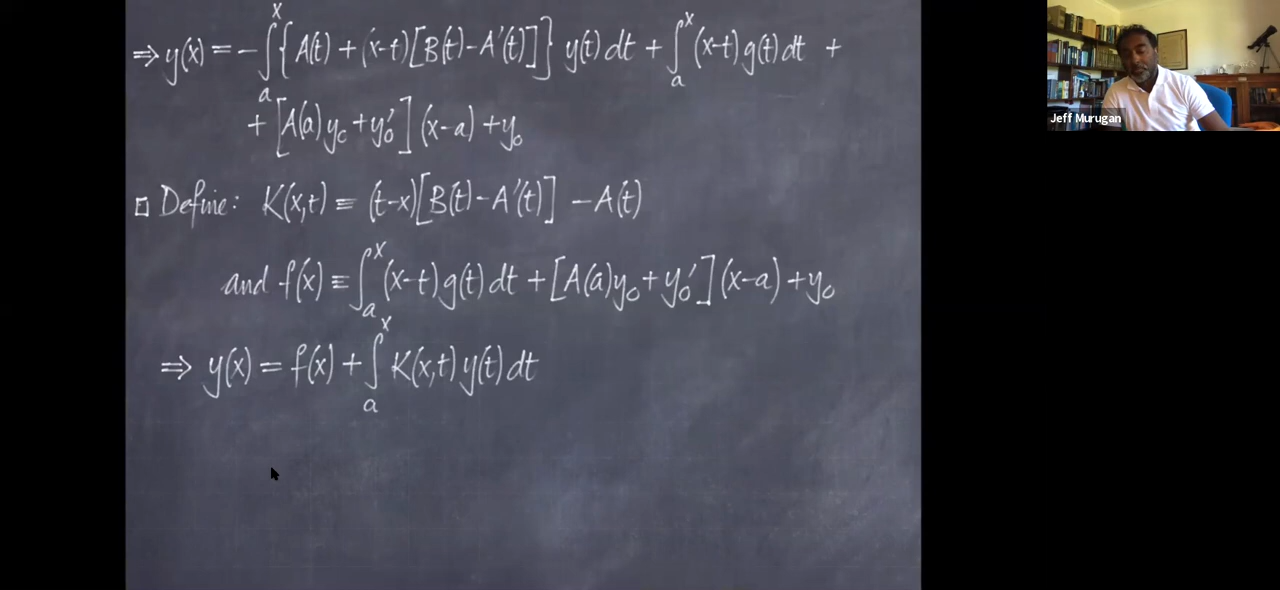 ⇒ y(x) = - ∫ₐˣ { A(t) + (x-t) [B(t) - A'(t)] } y(t) dt + ∫ₐˣ (x-t) g(t) dt +
+ [A(a) y₀ + y₀'] (x-a) + y₀
□ Define: K(x,t) ≡ (t-x) [B(t) - A'(t)] - A(t)
and f(x) ≡ ∫ₐˣ (x-t) g(t) dt + [A(a) y₀ + y₀'] (x-a) + y₀
⇒ y(x) = f(x) + ∫ₐˣ K(x,t) y(t) dt
Jeff Murugan